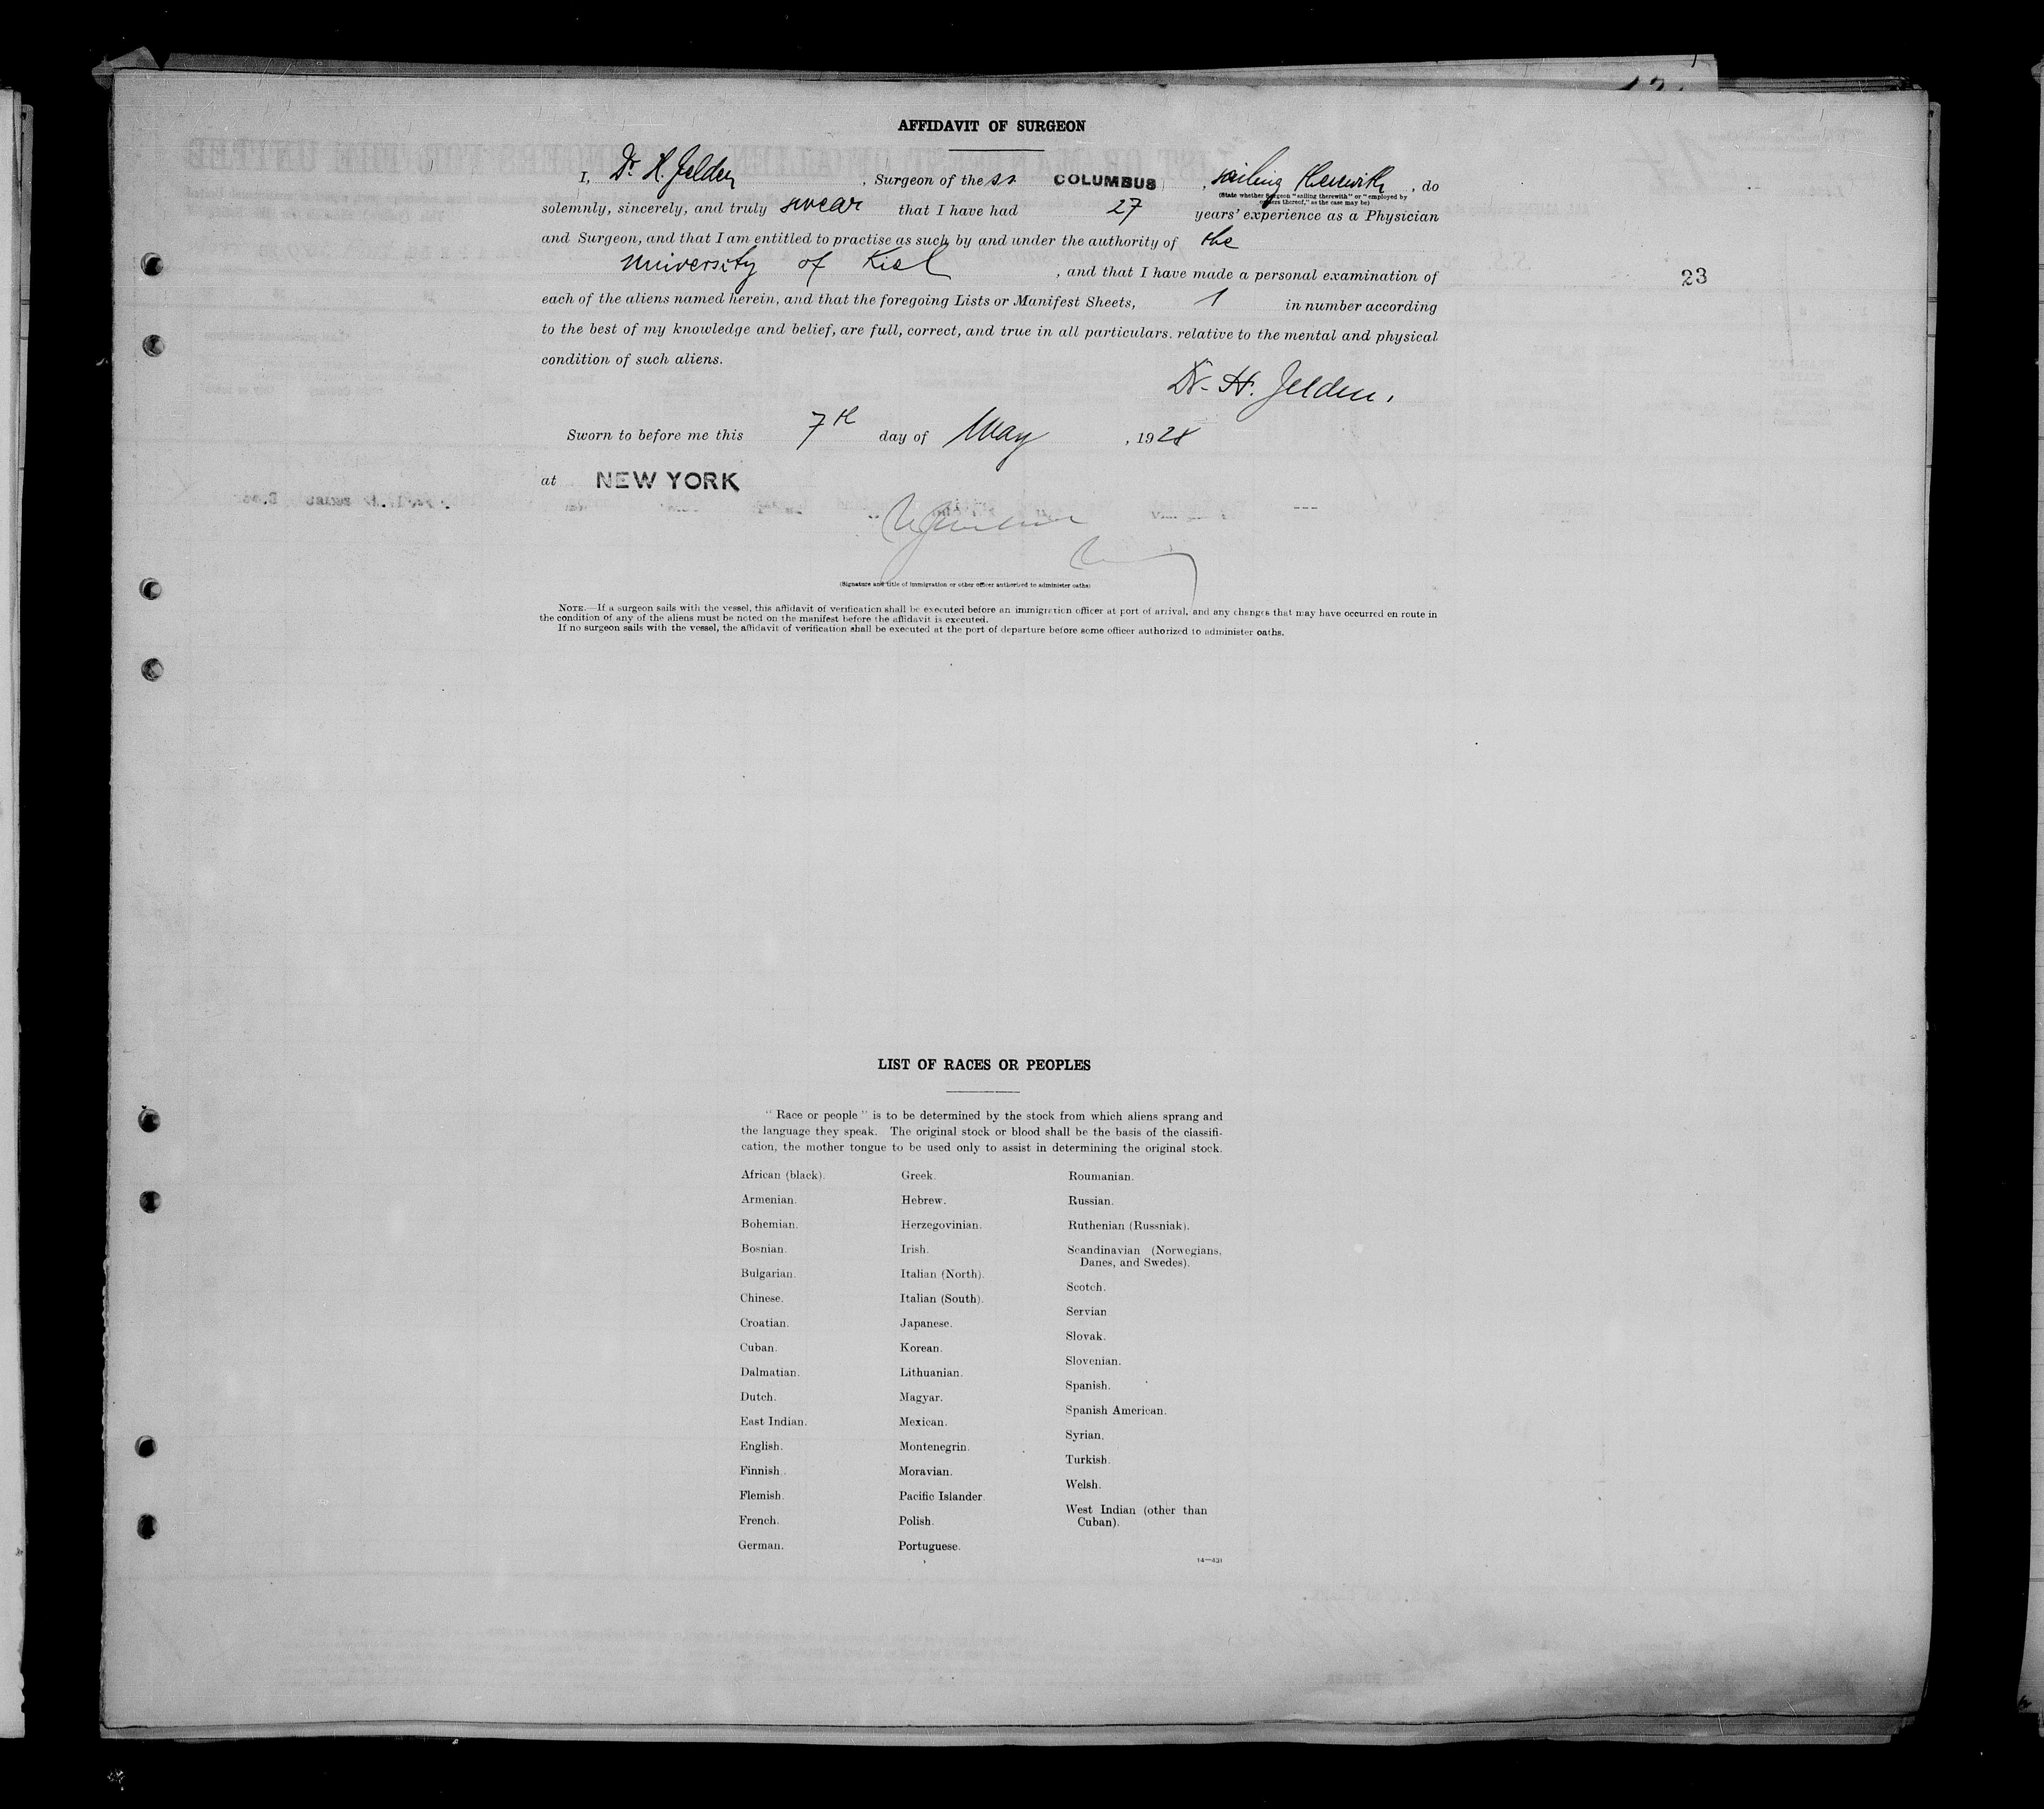 AFFIDAVIT OF SURGEON
I, Dr. H. Jelden, Surgeon of the ss. COLUMBUS, sailing therewith, do
(State whether Surgeon "sailing therewith" or "employed by
owners thereof," as the case may be)
solemnly, sincerely, and truly swear that I have had 27 years' experience as a Physician
and Surgeon, and that I am entitled to practise as such by and under the authority of the
University of Kiel, and that I have made a personal examination of
23
each of the aliens named herein, and that the foregoing Lists or Manifest Sheets, 1 in number according
to the best of my knowledge and belief, are full, correct, and true in all particulars. relative to the mental and physical
condition of such aliens.
Dr. H. Jelden.
Sworn to before me this 7th day of May, 1928
at NEW YORK
(Signature and title of immigration or other officer authorized to administer oaths)
NOTE.—If a surgeon sails with the vessel, this affidavit of verification shall be executed before an immigration officer at port of arrival, and any changes that may have occurred en route in
the condition of any of the aliens must be noted on the manifest before the affidavit is executed.
If no surgeon sails with the vessel, the affidavit of verification shall be executed at the port of departure before some officer authorized to administer oaths.
LIST OF RACES OR PEOPLES
"Race or people" is to be determined by the stock from which aliens sprang and
the language they speak. The original stock or blood shall be the basis of the classifi-
cation, the mother tongue to be used only to assist in determining the original stock.
African (black).
Armenian.
Bohemian.
Bosnian.
Bulgarian.
Chinese.
Croatian.
Cuban.
Dalmatian.
Dutch.
East Indian.
English.
Finnish.
Flemish.
French.
German.
Greek.
Hebrew.
Herzegovinian.
Irish.
Italian (North).
Italian (South).
Japanese.
Korean.
Lithuanian.
Magyar.
Mexican.
Montenegrin.
Moravian.
Pacific Islander.
Polish.
Portuguese.
Roumanian.
Russian.
Ruthenian (Russniak).
Scandinavian (Norwegians,
Danes, and Swedes).
Scotch.
Servian
Slovak.
Slovenian.
Spanish.
Spanish American.
Syrian.
Turkish.
Welsh.
West Indian (other than
Cuban).
14—431